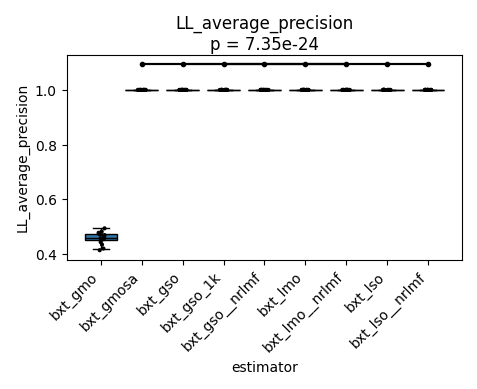 LL_average_precision
p = 7.35e-24
LL_average_precision
1.0
0.8
0.6
0.4
bxt_gmo
bxt_gmosa
bxt_gso
bxt_gso_1k
bxt_gso__nrlmf
bxt_lmo
bxt_lmo__nrlmf
bxt_lso
bxt_lso__nrlmf
estimator